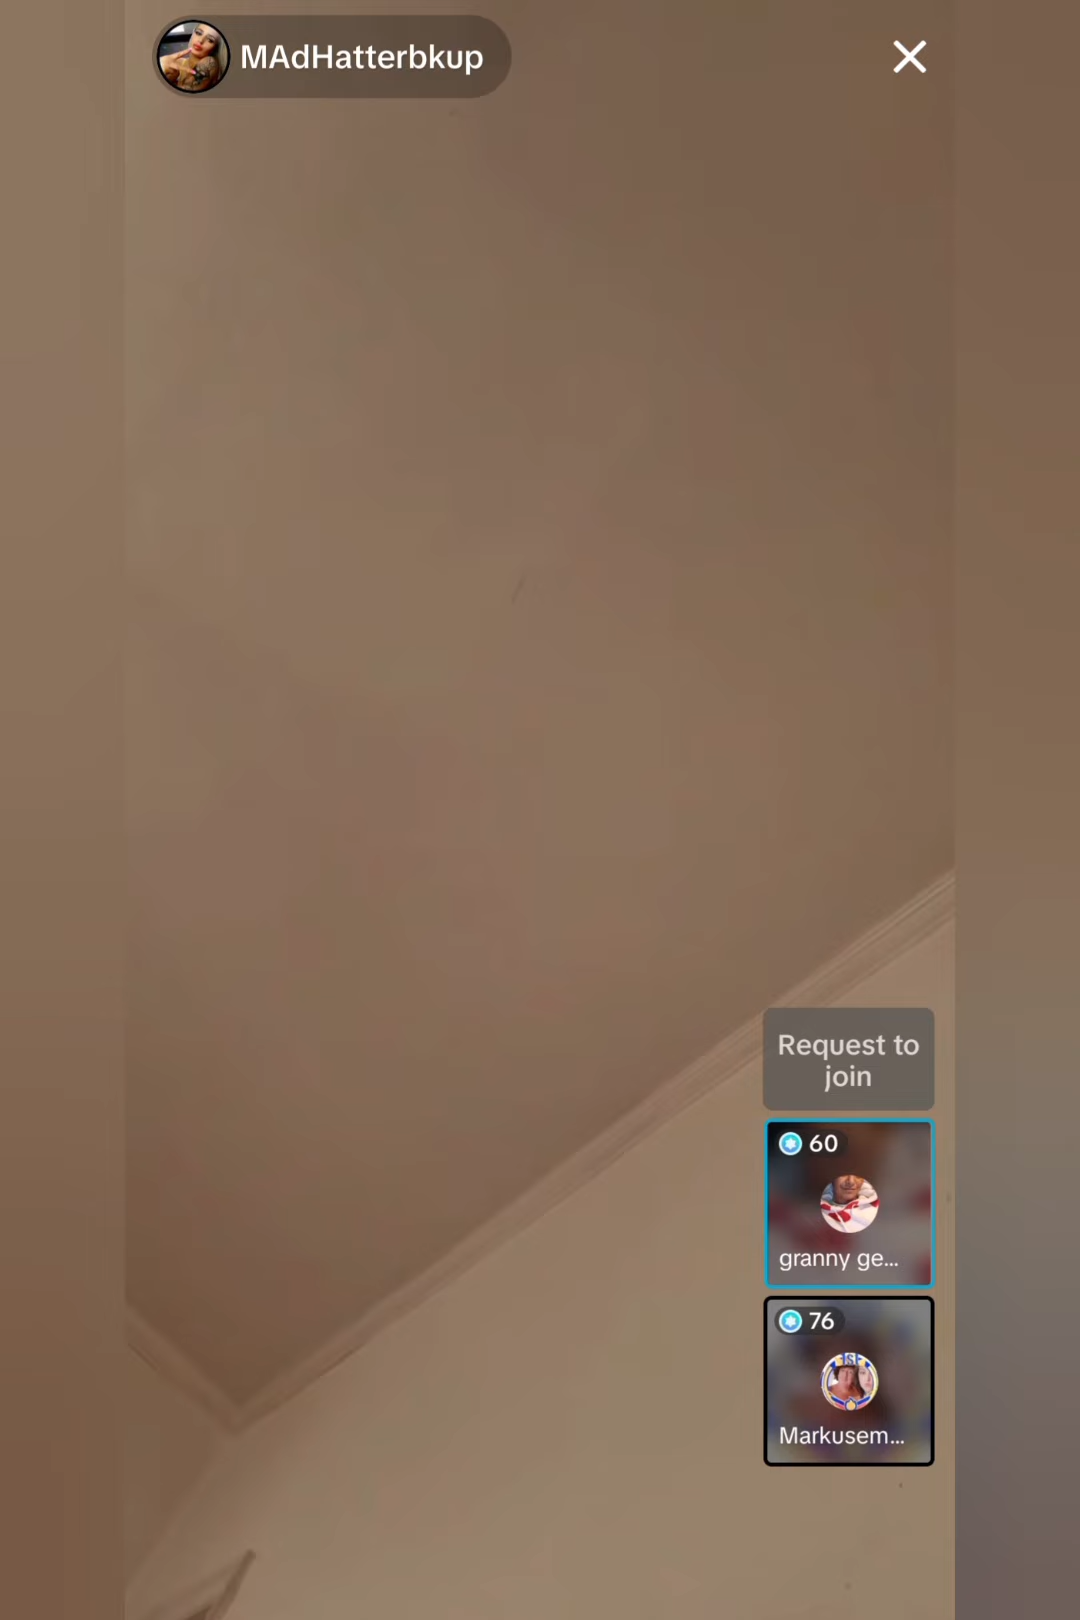 MAdHatterbkup
Request to
join
60
granny ge...
76
Markusem...